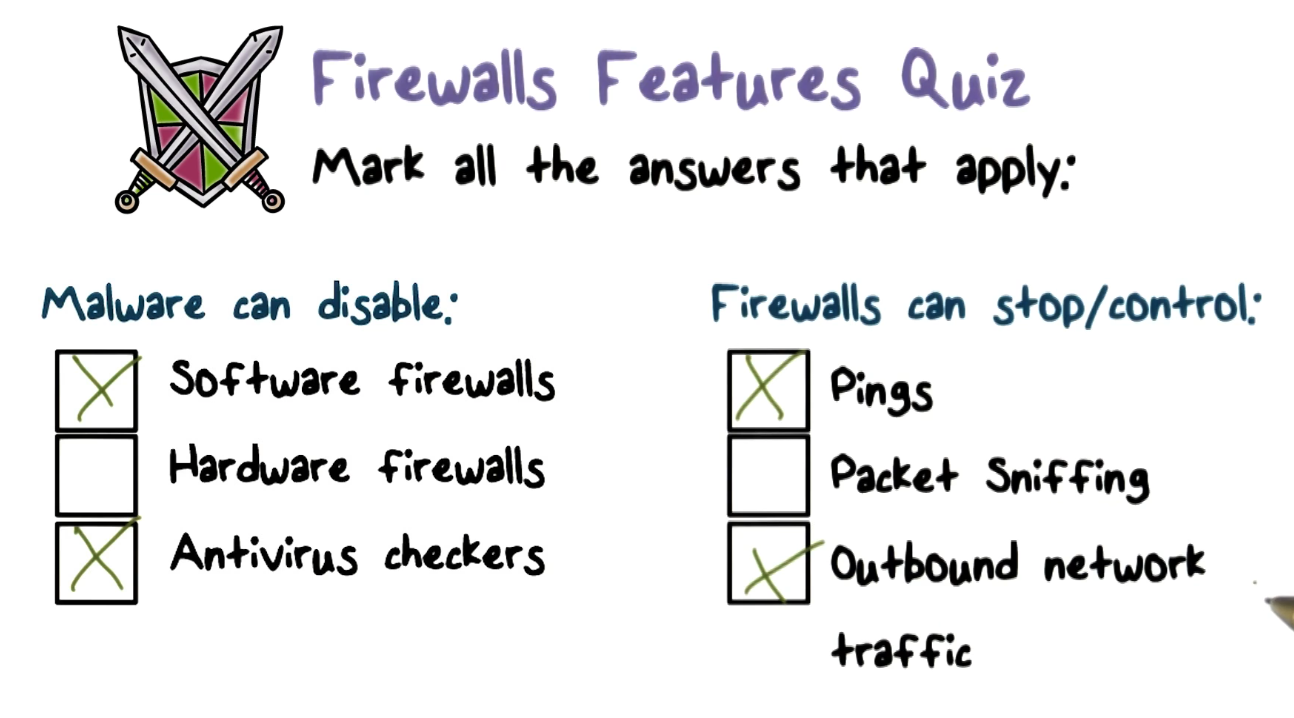 Firewalls Features Quiz
Mark all the answers that apply:
Malware can disable:
Software firewalls
Hardware firewalls
Antivirus checkers
Firewalls can stop/control:
Pings
Packet Sniffing
Outbound network
traffic